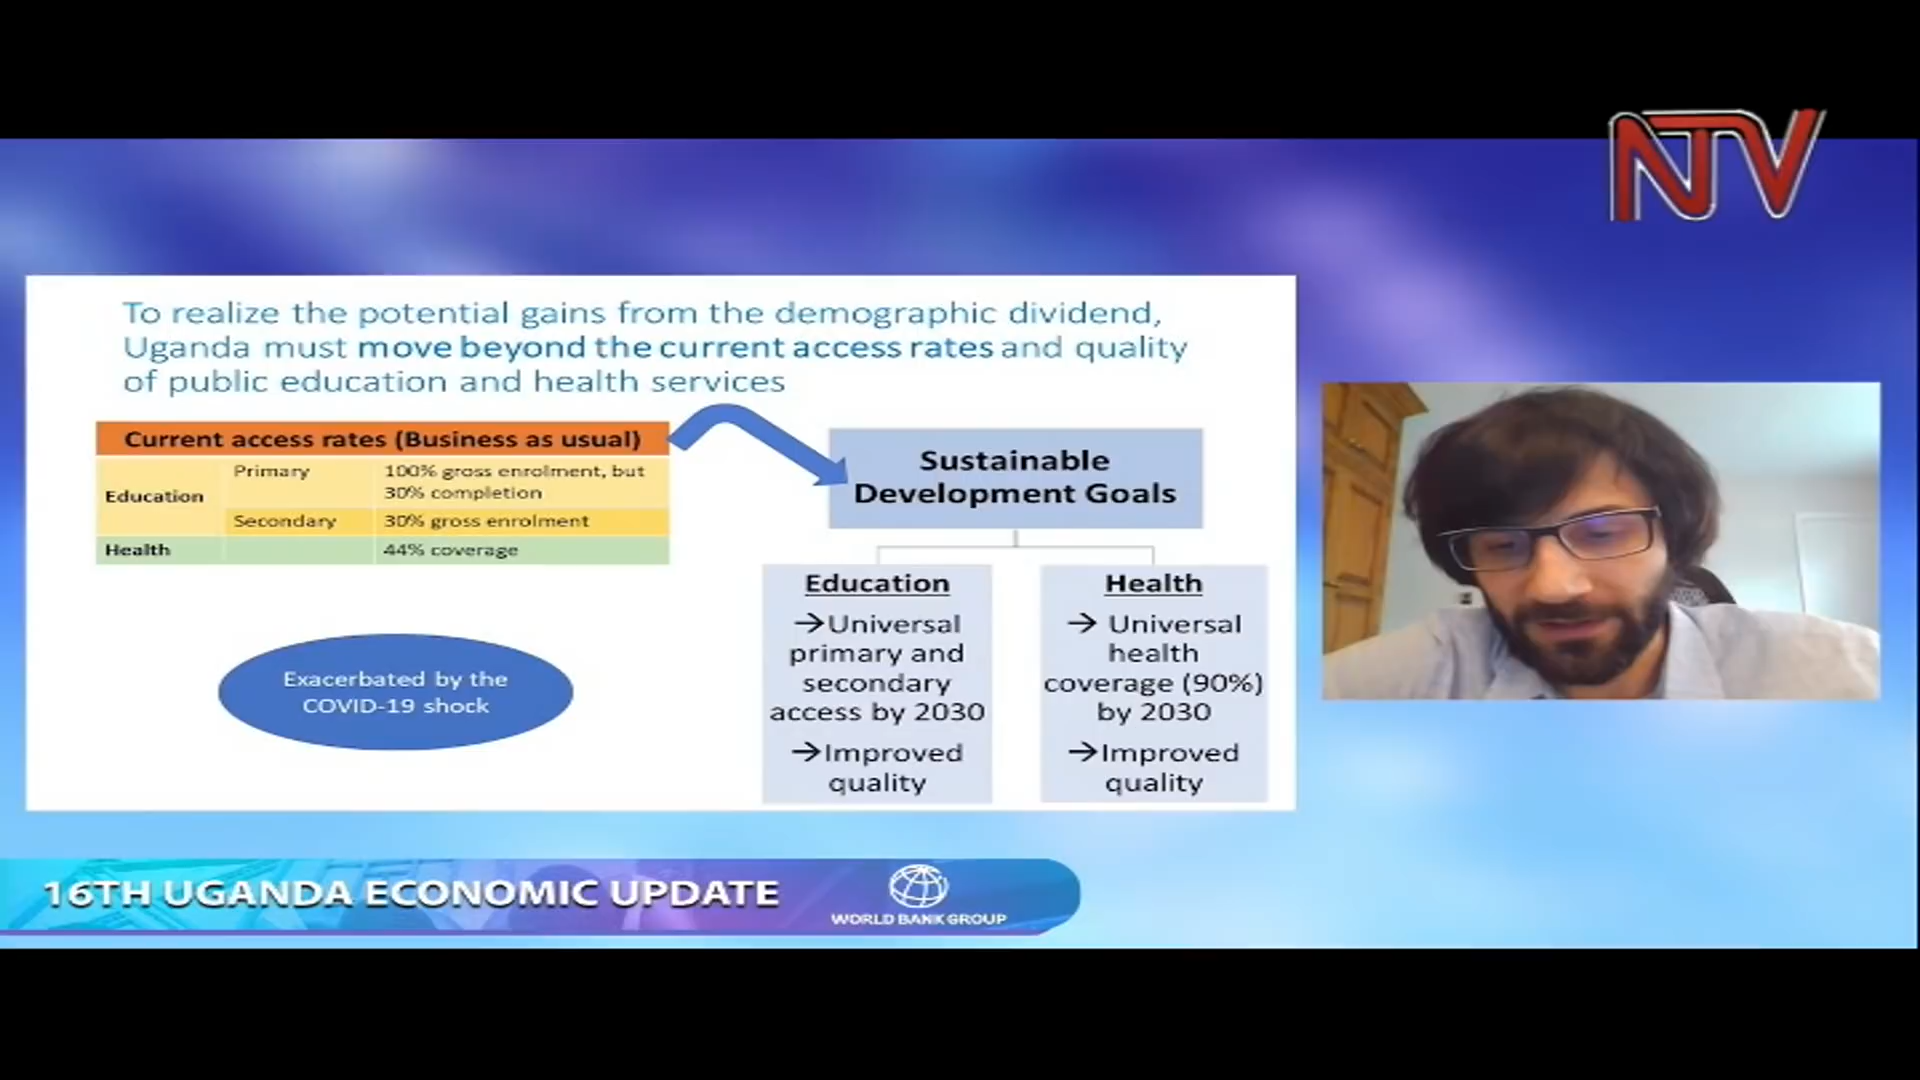 NTV
To realize the potential gains from the demographic dividend,
Uganda must move beyond the current access rates and quality
of public education and health services
Current access rates (Business as usual)
Education
Primary
100% gross enrolment, but
30% completion
Secondary
30% gross enrolment
Health
44% coverage
Exacerbated by the
COVID-19 shock
Sustainable
Development Goals
Education
→Universal
primary and
secondary
access by 2030
→Improved
quality
Health
→ Universal
health
coverage (90%)
by 2030
→Improved
quality
16TH UGANDA ECONOMIC UPDATE
WORLD BANK GROUP